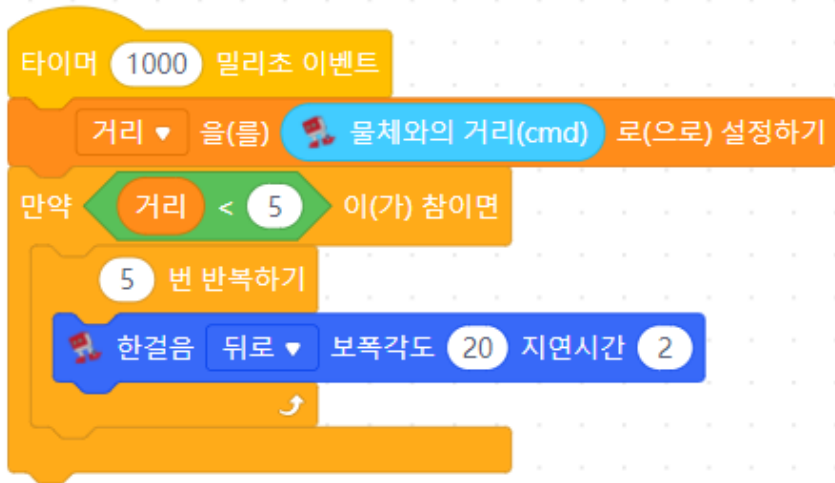 타이머 1000 밀리초 이벤트
거리 ▼ 을(를) 물체와의 거리(cmd) 로(으로) 설정하기
만약 거리 < 5 이(가) 참이면
5 번 반복하기
한걸음 뒤로 ▼ 보폭각도 20 지연시간 2